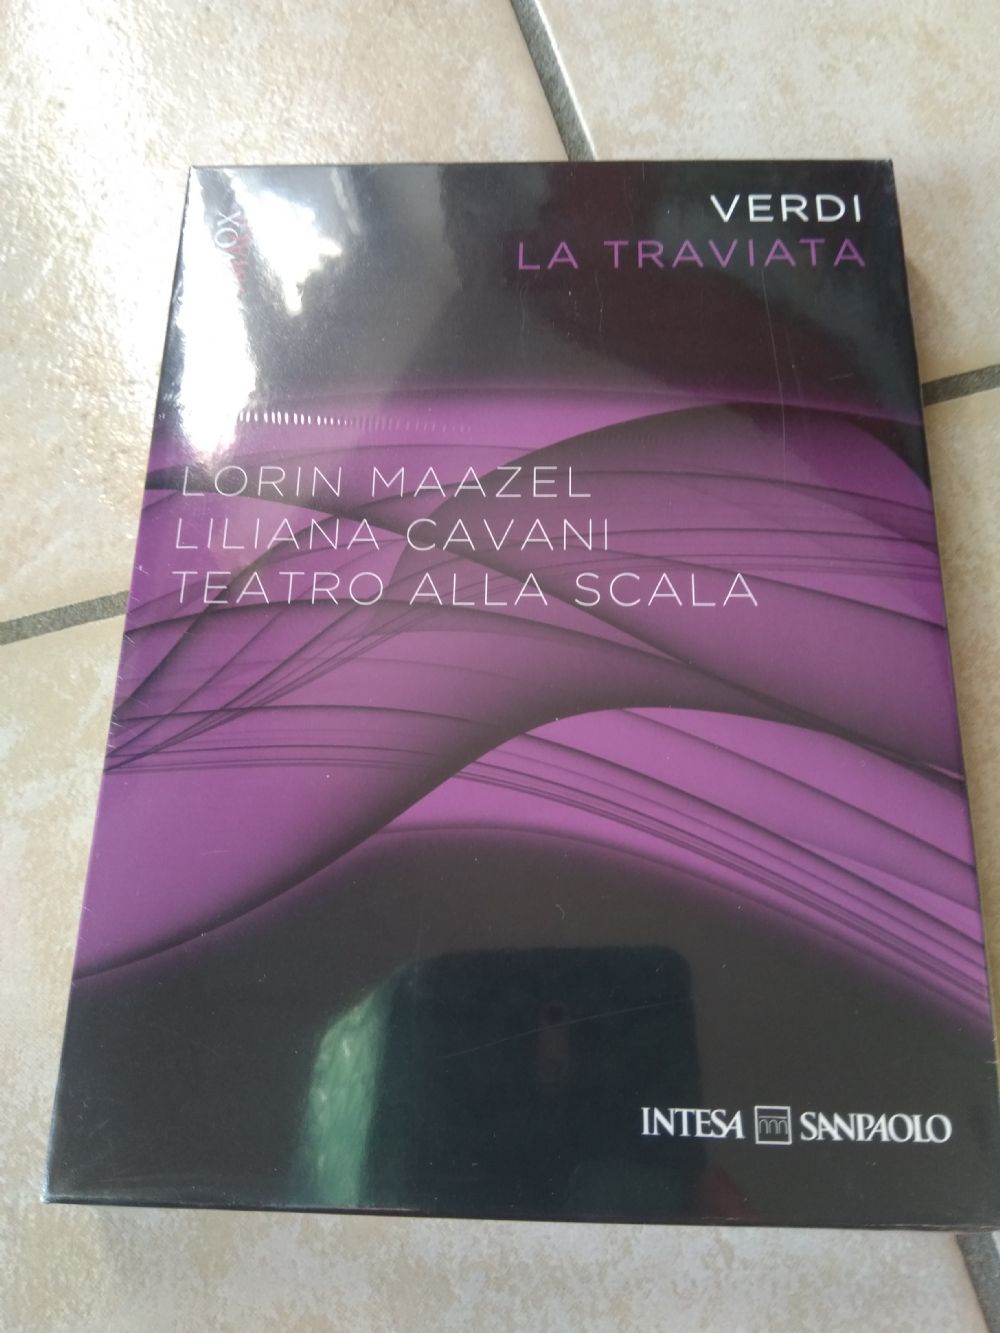 VERDI
LA TRAVIATA
LORIN MAAZEL
LILIANA CAVANI
TEATRO ALLA SCALA
INTESA SANPAOLO